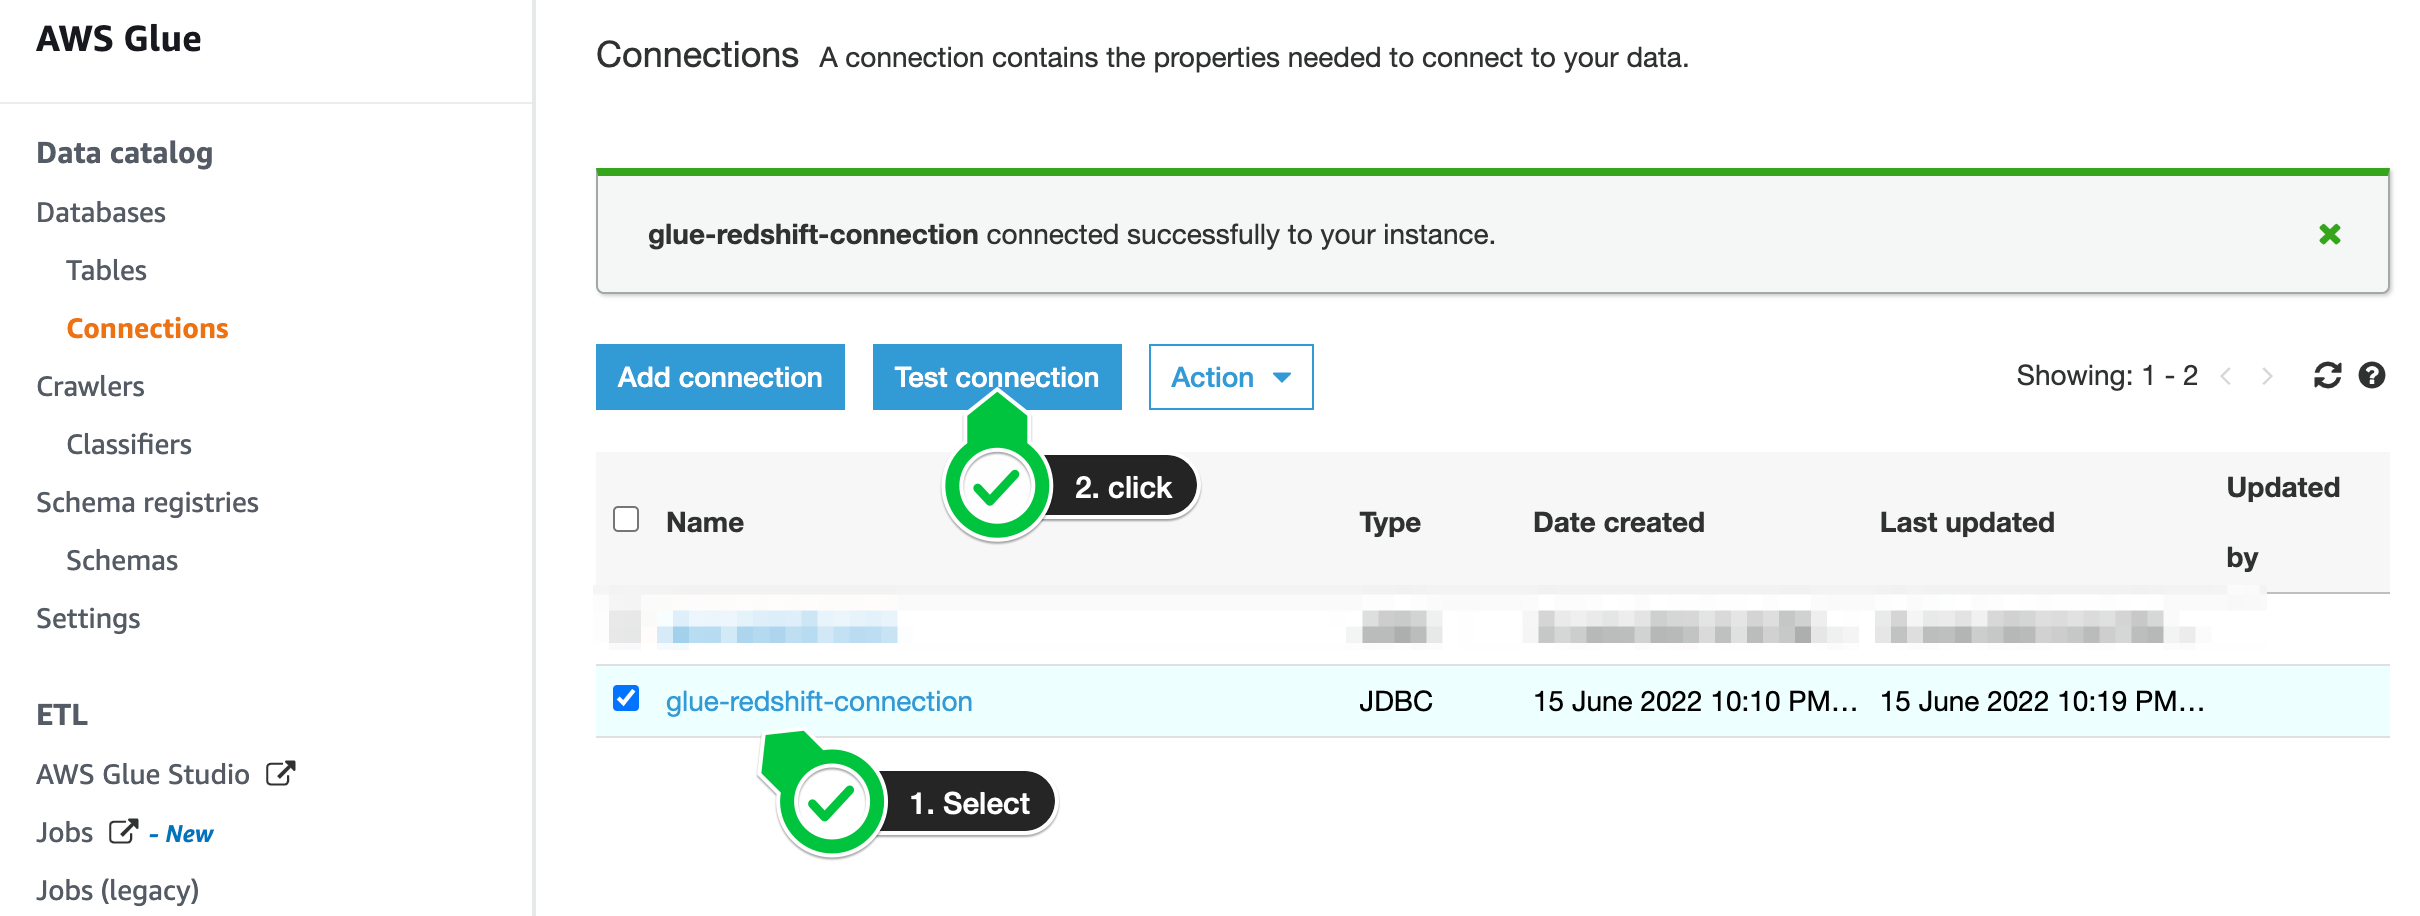 AWS Glue
Data catalog
Databases
Tables
Connections
Crawlers
Classifiers
Schema registries
Schemas
Settings
ETL
AWS Glue Studio
Jobs - New
Jobs (legacy)
Connections A connection contains the properties needed to connect to your data.
glue-redshift-connection connected successfully to your instance.
Add connection Test connection Action Showing: 1 - 2
2. click
Name Type Date created Last updated Updated by
glue-redshift-connection JDBC 15 June 2022 10:10 PM... 15 June 2022 10:19 PM...
1. Select